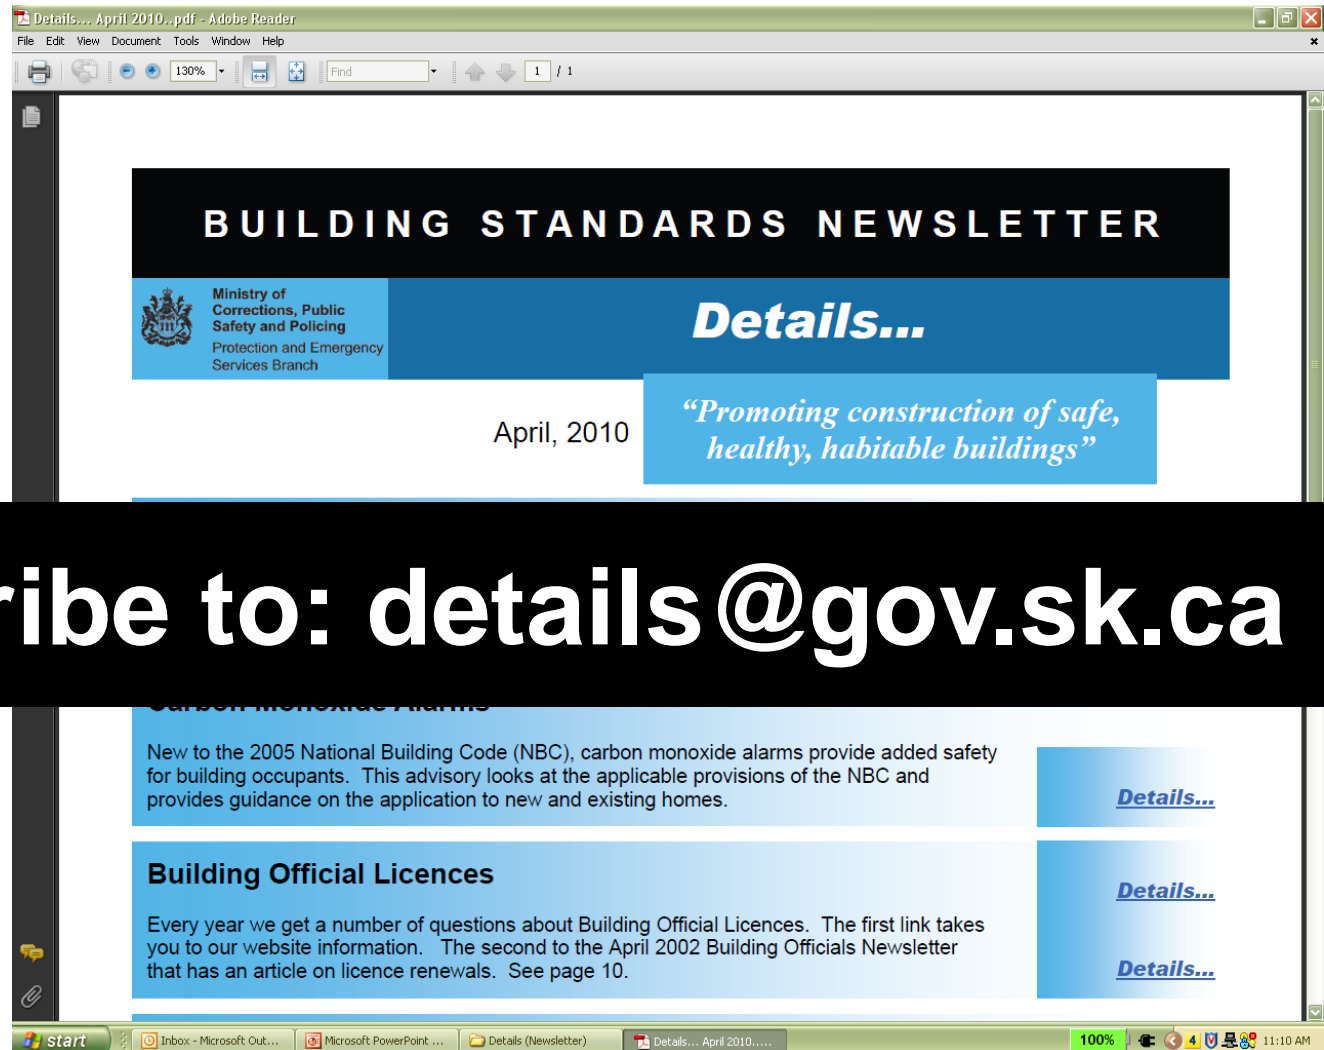 Details... April 2010..pdf - Adobe Reader
File Edit View Document Tools Window Help
130% Find 1 / 1
BUILDING STANDARDS NEWSLETTER
Ministry of
Corrections, Public
Safety and Policing
Protection and Emergency
Services Branch
Details...
April, 2010
“Promoting construction of safe,
healthy, habitable buildings”
ribe to: details@gov.sk.ca
Carbon Monoxide Alarms
New to the 2005 National Building Code (NBC), carbon monoxide alarms provide added safety
for building occupants. This advisory looks at the applicable provisions of the NBC and
provides guidance on the application to new and existing homes.
Details...
Building Official Licences
Details...
Every year we get a number of questions about Building Official Licences. The first link takes
you to our website information. The second to the April 2002 Building Officials Newsletter
that has an article on licence renewals. See page 10.
Details...
start Inbox - Microsoft Out... Microsoft PowerPoint ... Details (Newsletter) Details... April 2010..... 100% 4 11:10 AM